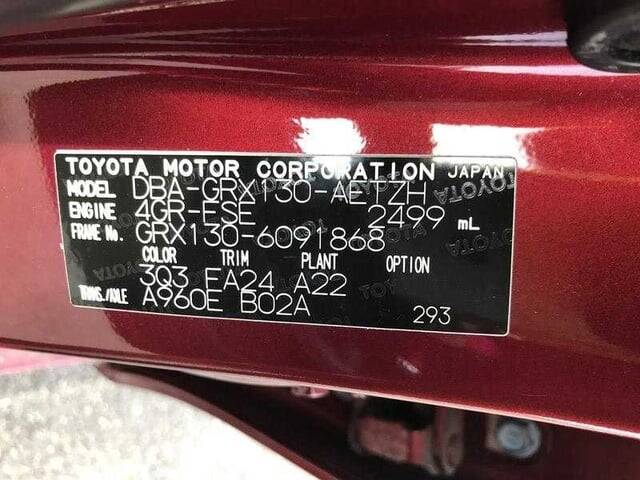 TOYOTA MOTOR CORPORATION JAPAN
MODEL DBA-GRX130-AETZH
ENGINE 4GR-FSE 2499 mL
FRAME No. GRX130-6091868
COLOR TRIM PLANT OPTION
3Q3 FA24 A22
TRANS./AXLE A960E B02A 293